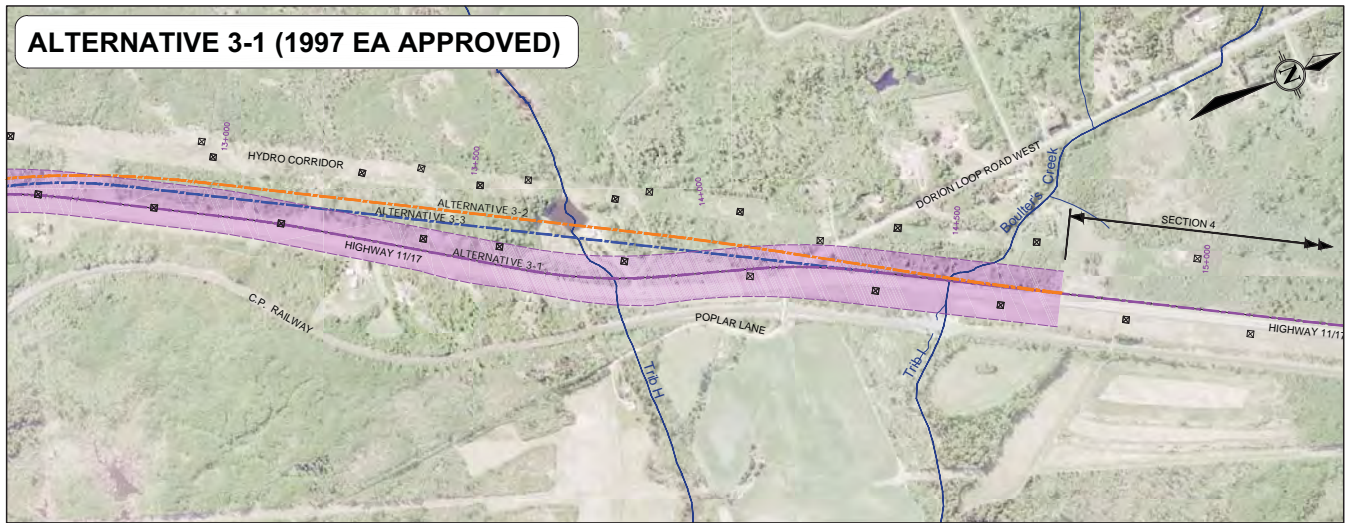 ALTERNATIVE 3-1 (1997 EA APPROVED)
N
13+000
HYDRO CORRIDOR
13+500
14+000
DORION LOOP ROAD WEST
Boulter's Creek
14+500
SECTION 4
15+000
ALTERNATIVE 3-2
ALTERNATIVE 3-3
HIGHWAY 11/17
ALTERNATIVE 3-1
C.P. RAILWAY
POPLAR LANE
HIGHWAY 11/17
Trib H
Trib I